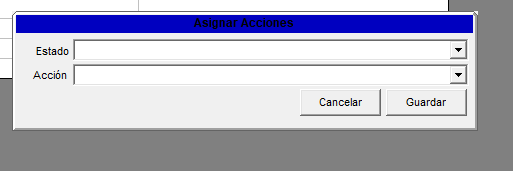 Asignar Acciones
Estado
Acción
Cancelar Guardar